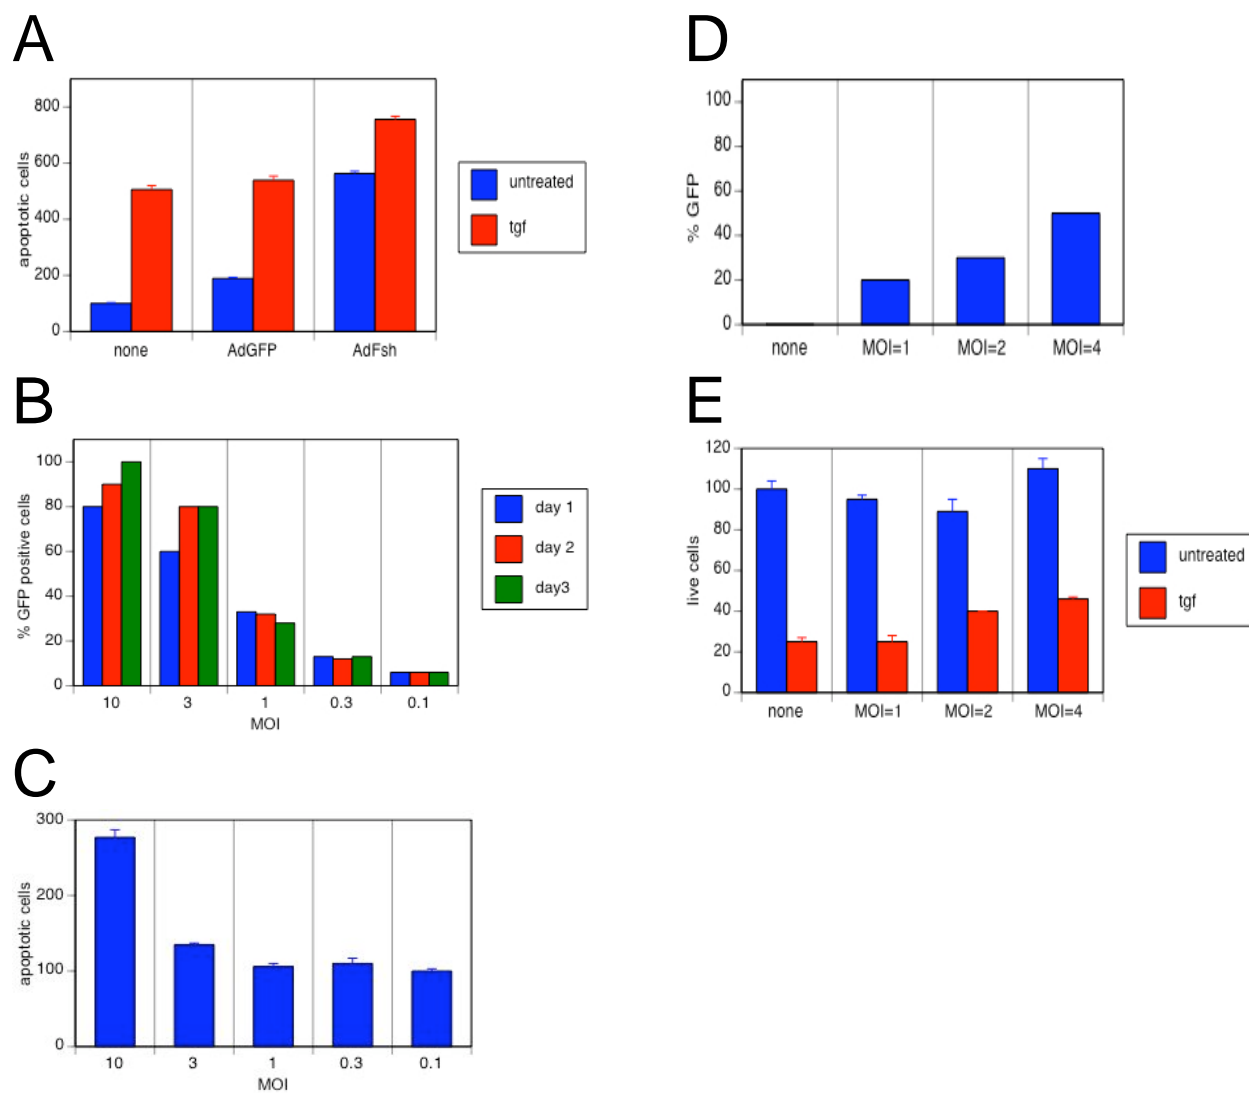 A
800
600
400
200
0
apoptotic cells
none AdGFP AdFsh
untreated
tgf
B
100
80
60
40
20
0
% GFP positive cells
10 3 1 0.3 0.1
MOI
day 1
day 2
day3
C
300
200
100
0
apoptotic cells
10 3 1 0.3 0.1
MOI
D
100
80
60
40
20
0
% GFP
none MOI=1 MOI=2 MOI=4
E
120
100
80
60
40
20
0
live cells
none MOI=1 MOI=2 MOI=4
untreated
tgf